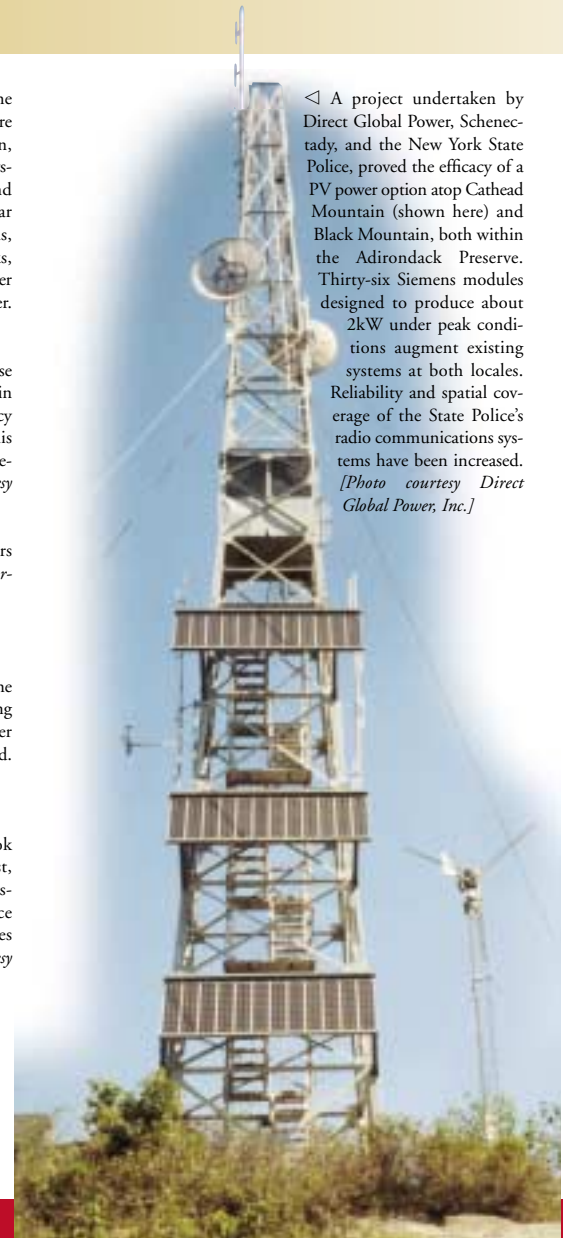 ◁ A project undertaken by
Direct Global Power, Schenec-
tady, and the New York State
Police, proved the efficacy of a
PV power option atop Cathead
Mountain (shown here) and
Black Mountain, both within
the Adirondack Preserve.
Thirty-six Siemens modules
designed to produce about
2kW under peak condi-
tions augment existing
systems at both locales.
Reliability and spatial cov-
erage of the State Police's
radio communications sys-
tems have been increased.
[Photo courtesy Direct
Global Power, Inc.]